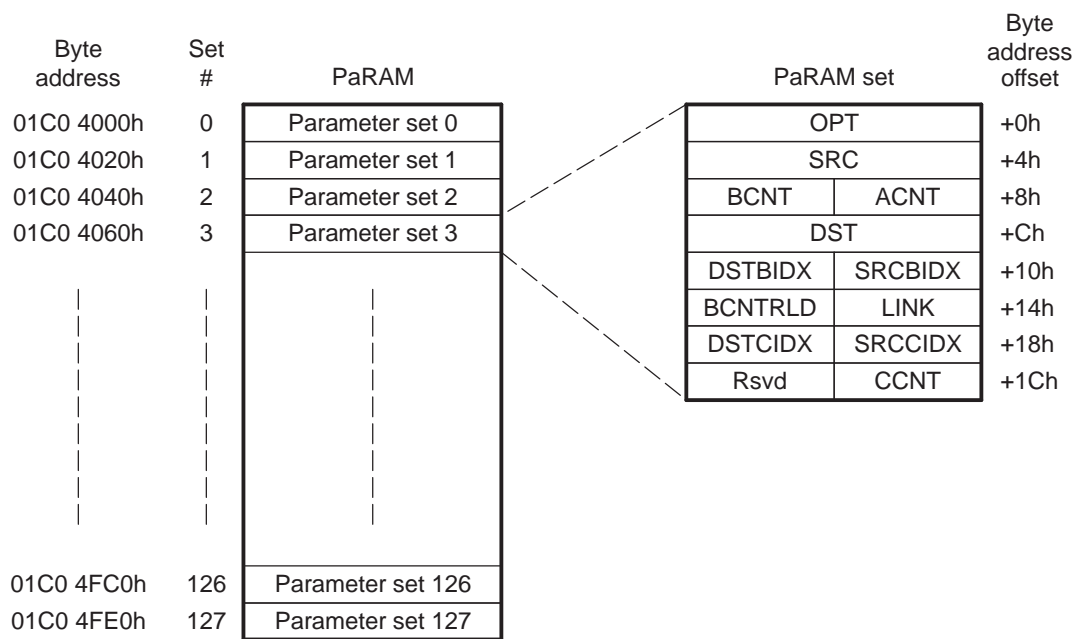 Byte address Set # PaRAM
01C0 4000h 0 Parameter set 0
01C0 4020h 1 Parameter set 1
01C0 4040h 2 Parameter set 2
01C0 4060h 3 Parameter set 3
01C0 4FC0h 126 Parameter set 126
01C0 4FE0h 127 Parameter set 127
PaRAM set Byte address offset
OPT +0h
SRC +4h
BCNT ACNT +8h
DST +Ch
DSTBIDX SRCBIDX +10h
BCNTRLD LINK +14h
DSTCIDX SRCCIDX +18h
Rsvd CCNT +1Ch